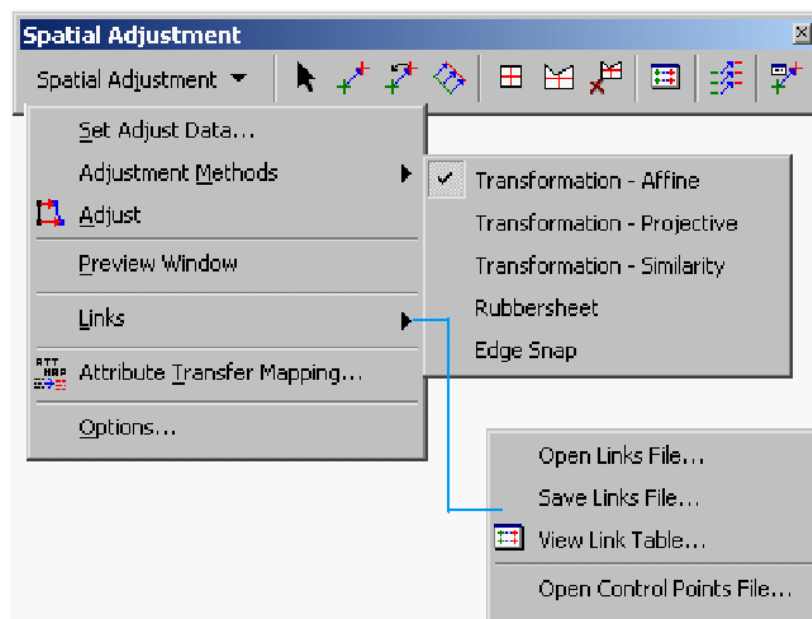 Spatial Adjustment
Spatial Adjustment
Set Adjust Data...
Adjustment Methods
Adjust
Preview Window
Links
ATT MAP
Attribute Transfer Mapping...
Options...
Transformation - Affine
Transformation - Projective
Transformation - Similarity
Rubbersheet
Edge Snap
Open Links File...
Save Links File...
View Link Table...
Open Control Points File...